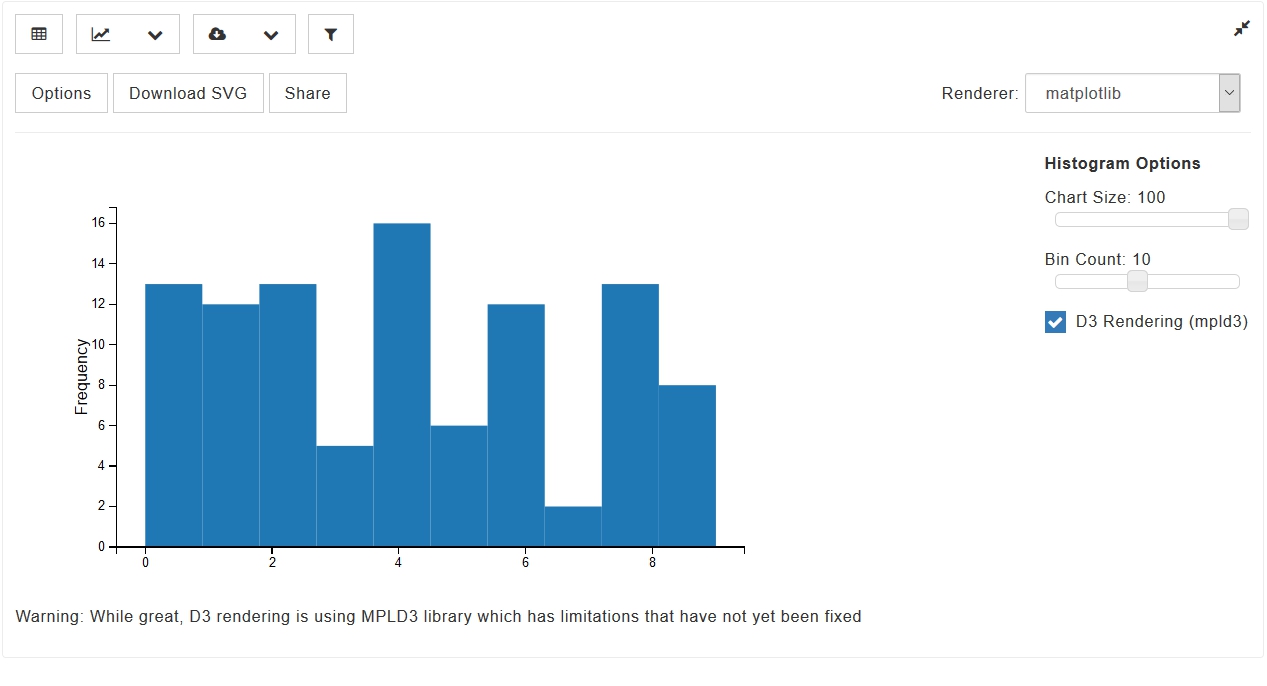 Options Download SVG Share Renderer: matplotlib
Histogram Options
Chart Size: 100
Bin Count: 10
D3 Rendering (mpld3)
Frequency
16
14
12
10
8
6
4
2
0
0 2 4 6 8
Warning: While great, D3 rendering is using MPLD3 library which has limitations that have not yet been fixed